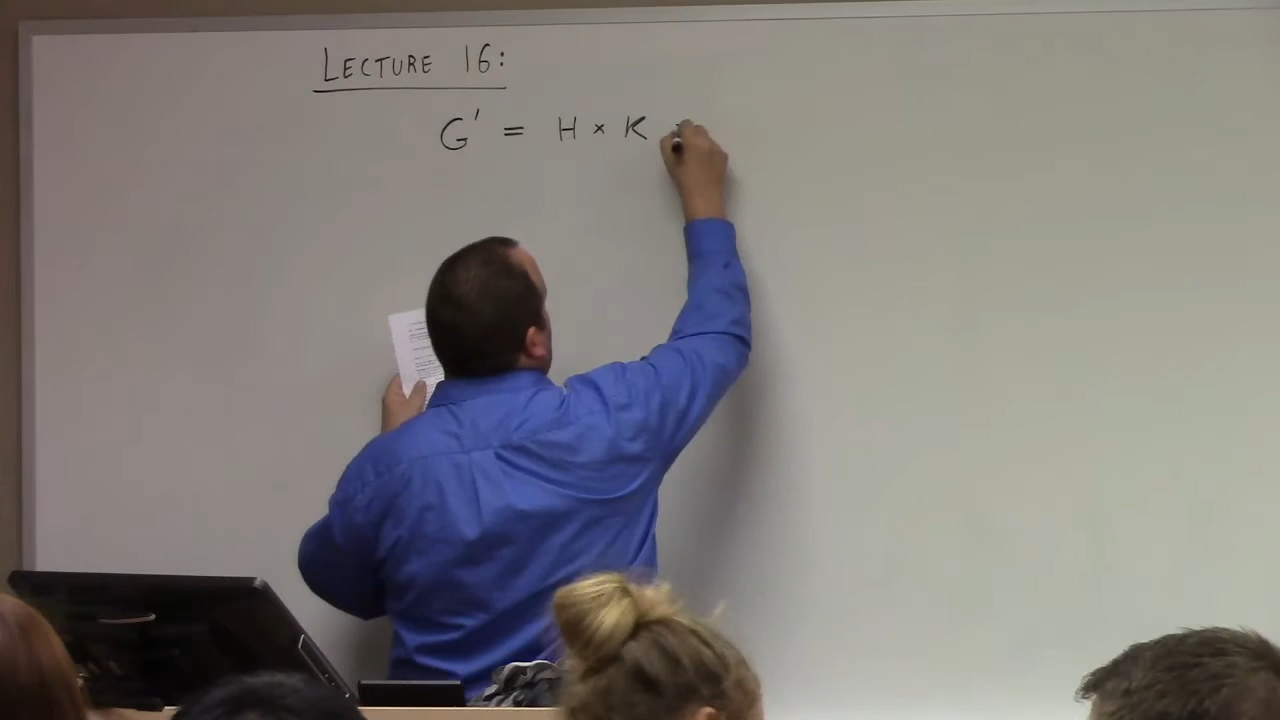 LECTURE 16:
G' = H × K